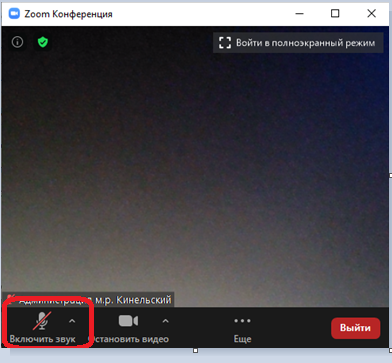 Zoom Конференция
Войти в полноэкранный режим
Администрация м.р. Кинельский
Включить звук
Остановить видео
Еще
Выйти